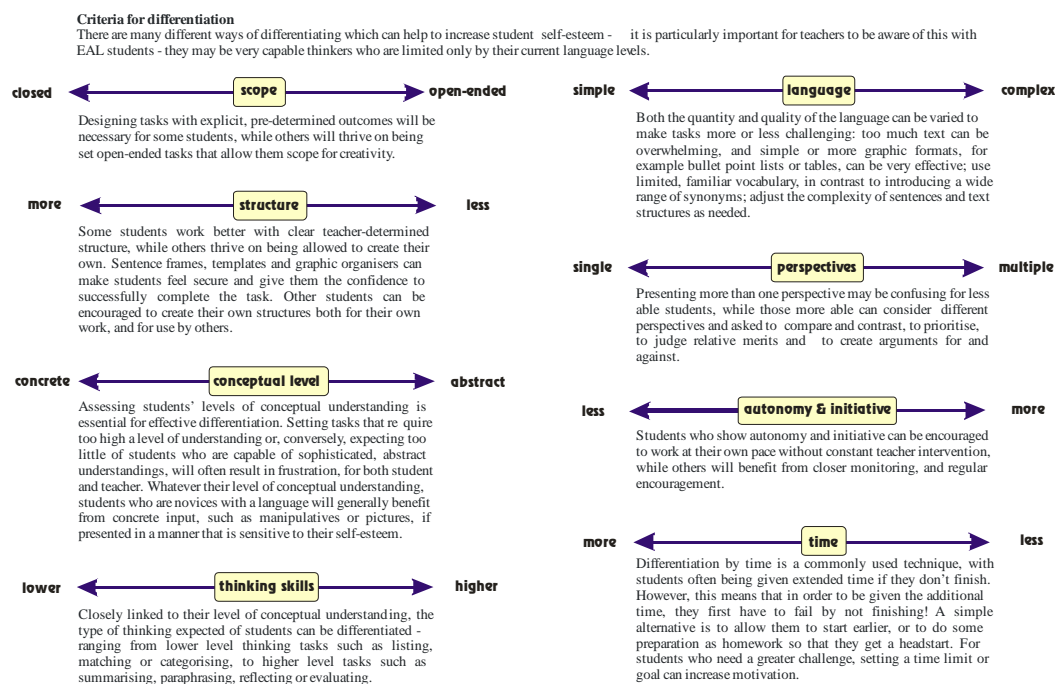 Criteria for differentiation
There are many different ways of differentiating which can help to increase student self-esteem - it is particularly important for teachers to be aware of this with
EAL students - they may be very capable thinkers who are limited only by their current language levels.
closed scope open-ended
Designing tasks with explicit, pre-determined outcomes will be
necessary for some students, while others will thrive on being
set open-ended tasks that allow them scope for creativity.
more structure less
Some students work better with clear teacher-determined
structure, while others thrive on being allowed to create their
own. Sentence frames, templates and graphic organisers can
make students feel secure and give them the confidence to
successfully complete the task. Other students can be
encouraged to create their own structures both for their own
work, and for use by others.
concrete conceptual level abstract
Assessing students' levels of conceptual understanding is
essential for effective differentiation. Setting tasks that re quire
too high a level of understanding or, conversely, expecting too
little of students who are capable of sophisticated, abstract
understandings, will often result in frustration, for both student
and teacher. Whatever their level of conceptual understanding,
students who are novices with a language will generally benefit
from concrete input, such as manipulatives or pictures, if
presented in a manner that is sensitive to their self-esteem.
lower thinking skills higher
Closely linked to their level of conceptual understanding, the
type of thinking expected of students can be differentiated -
ranging from lower level thinking tasks such as listing,
matching or categorising, to higher level tasks such as
summarising, paraphrasing, reflecting or evaluating.
simple language complex
Both the quantity and quality of the language can be varied to
make tasks more or less challenging: too much text can be
overwhelming, and simple or more graphic formats, for
example bullet point lists or tables, can be very effective; use
limited, familiar vocabulary, in contrast to introducing a wide
range of synonyms; adjust the complexity of sentences and text
structures as needed.
single perspectives multiple
Presenting more than one perspective may be confusing for less
able students, while those more able can consider different
perspectives and asked to compare and contrast, to prioritise,
to judge relative merits and to create arguments for and
against.
less autonomy & initiative more
Students who show autonomy and initiative can be encouraged
to work at their own pace without constant teacher intervention,
while others will benefit from closer monitoring, and regular
encouragement.
more time less
Differentiation by time is a commonly used technique, with
students often being given extended time if they don't finish.
However, this means that in order to be given the additional
time, they first have to fail by not finishing! A simple
alternative is to allow them to start earlier, or to do some
preparation as homework so that they get a headstart. For
students who need a greater challenge, setting a time limit or
goal can increase motivation.